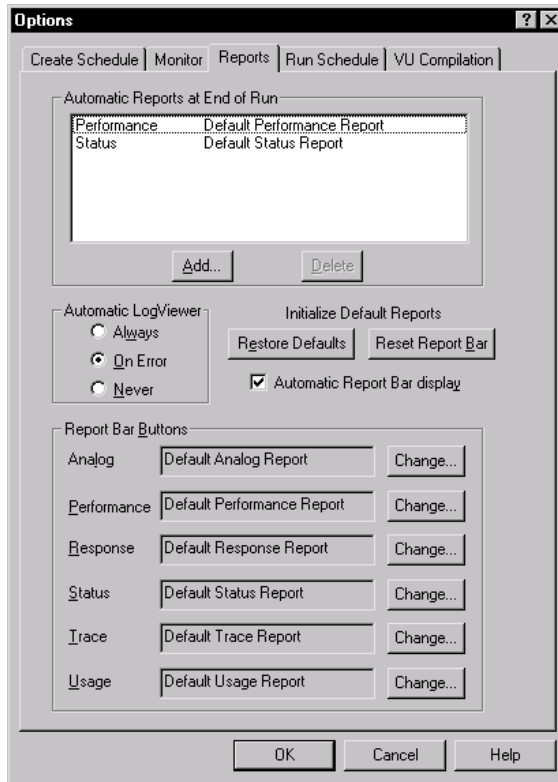 Options
Create Schedule Monitor Reports Run Schedule VU Compilation
Automatic Reports at End of Run
Performance Default Performance Report
Status Default Status Report
Add... Delete
Automatic LogViewer
Always
On Error
Never
Initialize Default Reports
Restore Defaults Reset Report Bar
Automatic Report Bar display
Report Bar Buttons
Analog Default Analog Report Change...
Performance Default Performance Report Change...
Response Default Response Report Change...
Status Default Status Report Change...
Trace Default Trace Report Change...
Usage Default Usage Report Change...
OK Cancel Help